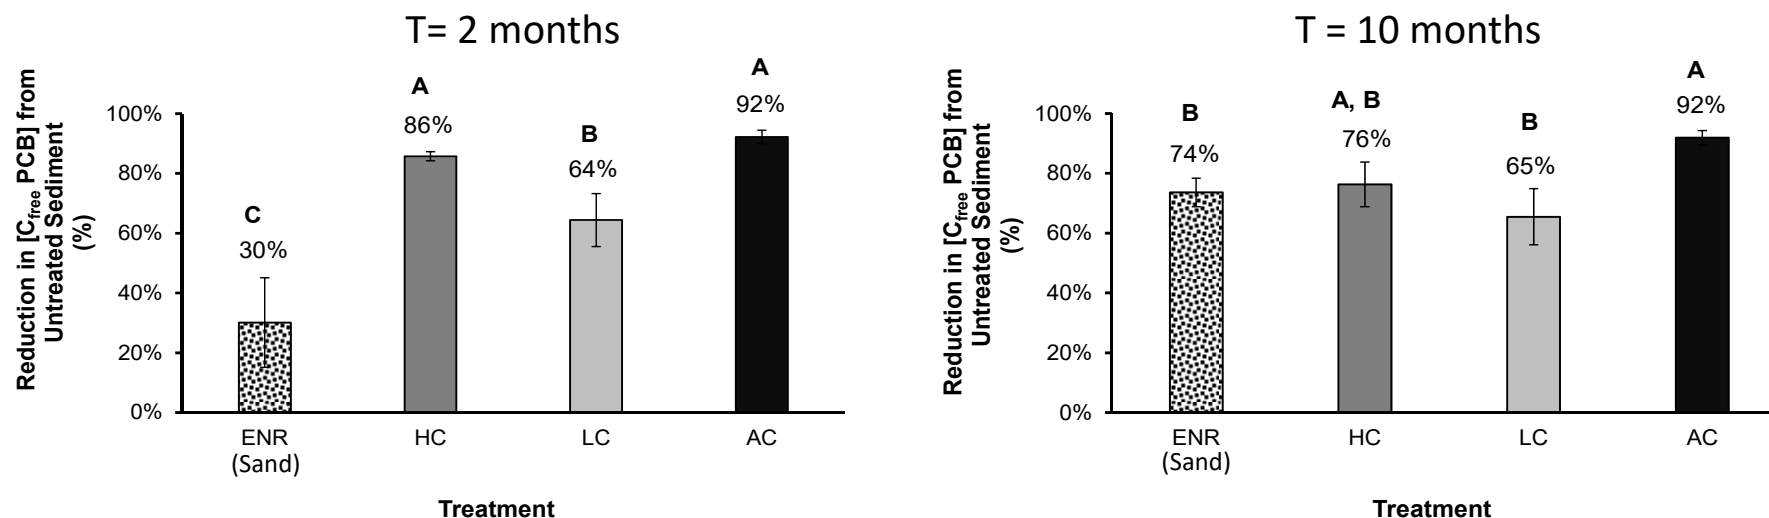 T= 2 months
Reduction in [Cfree PCB] from
Untreated Sediment
(%)
100%
80%
60%
40%
20%
0%
C
30%
A
86%
B
64%
A
92%
ENR
(Sand)
HC
LC
AC
Treatment
T = 10 months
Reduction in [Cfree PCB] from
Untreated Sediment
(%)
100%
80%
60%
40%
20%
0%
B
74%
A, B
76%
B
65%
A
92%
ENR
(Sand)
HC
LC
AC
Treatment